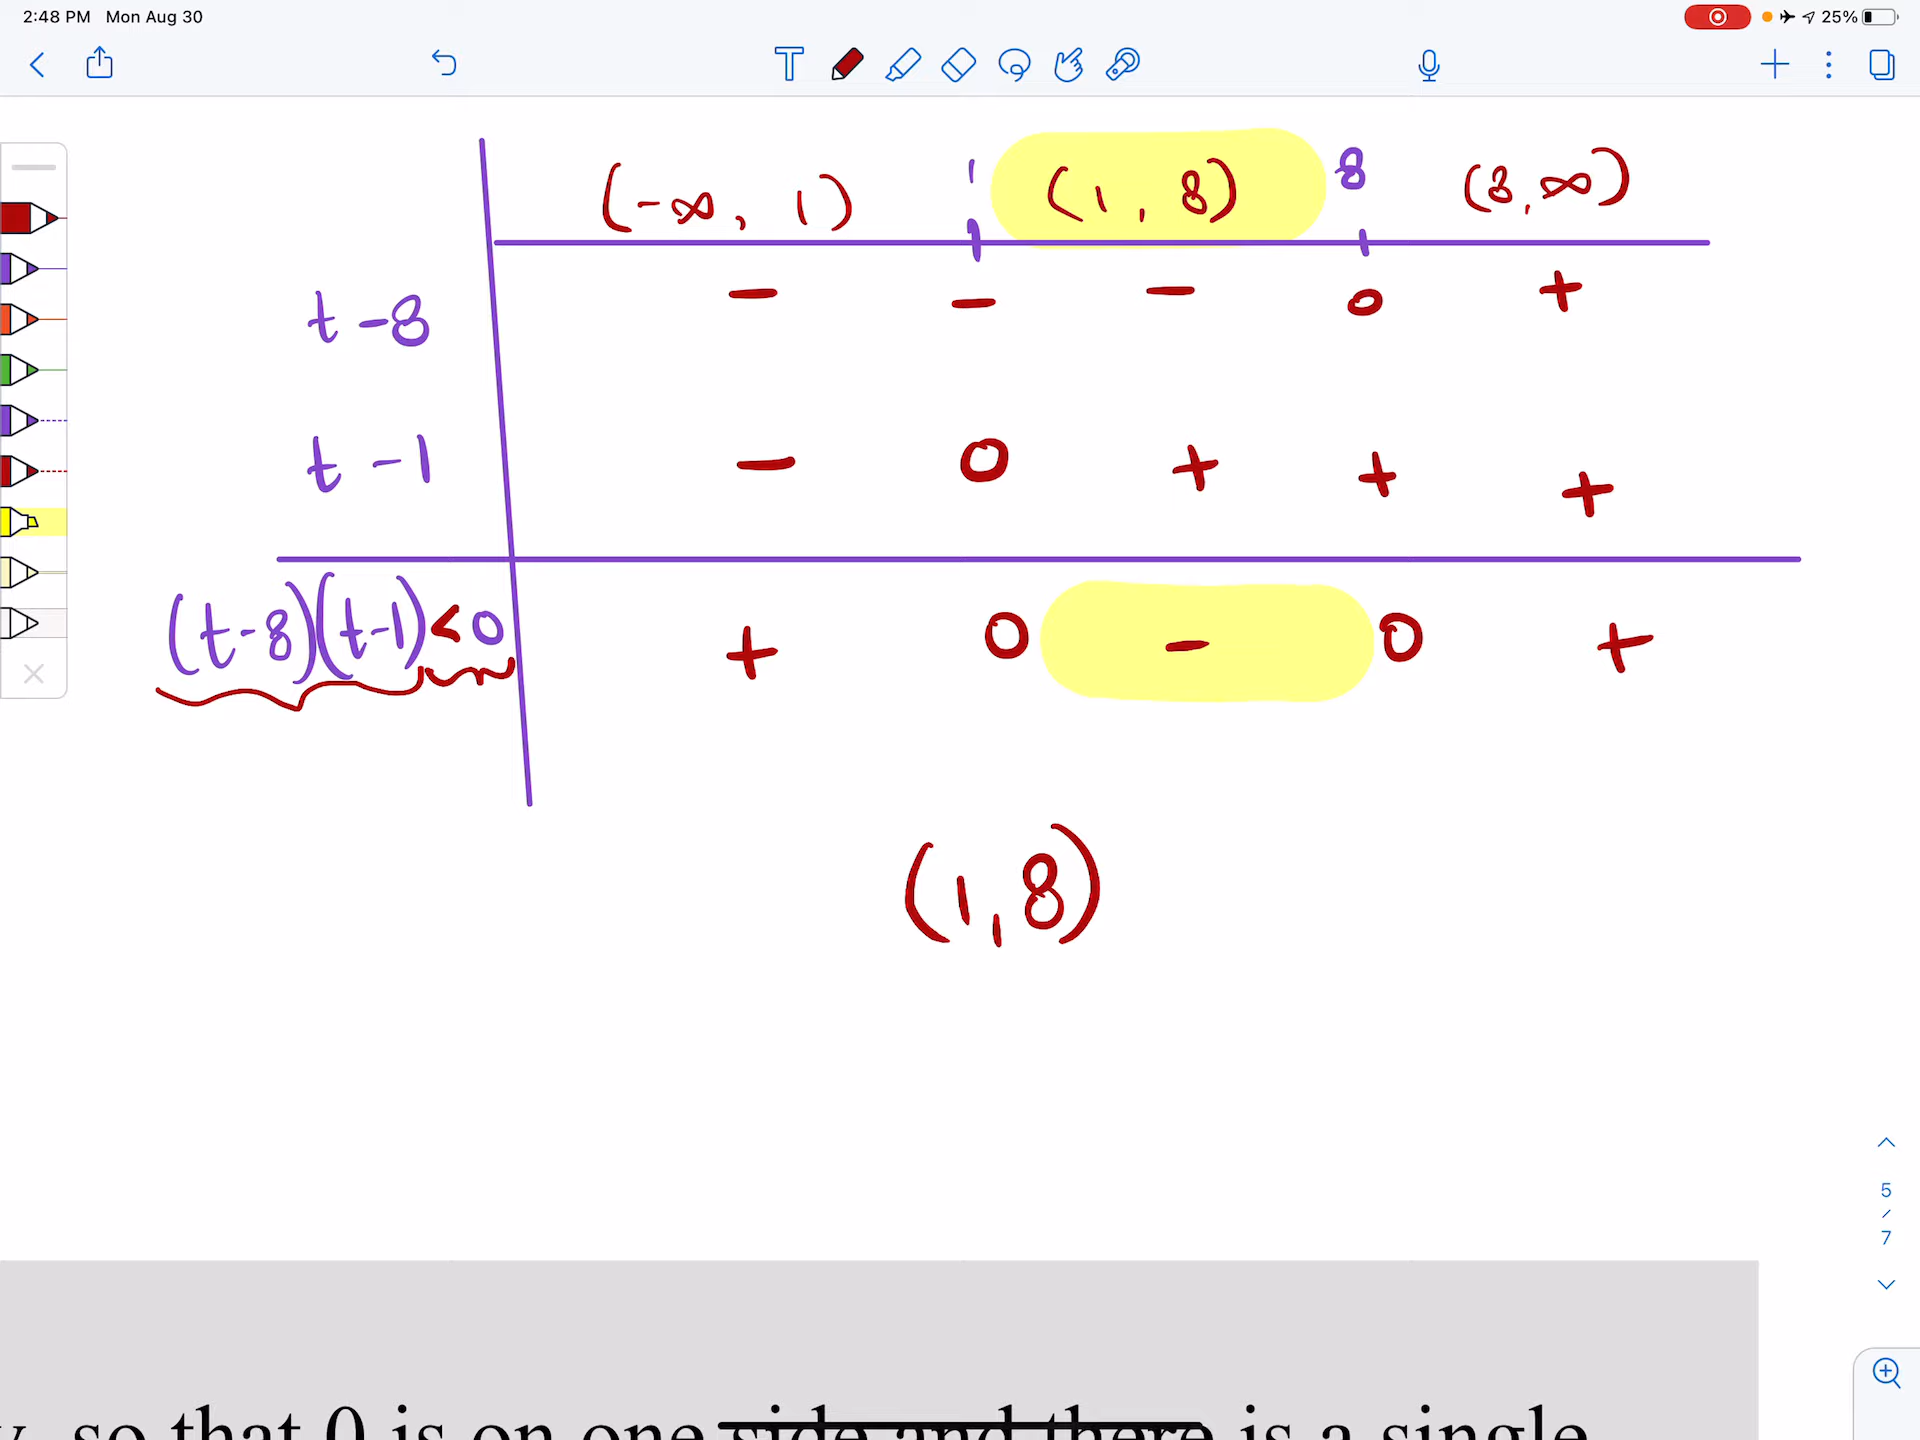 2:48 PM Mon Aug 30 25%
T
(-∞, 1) 1 (1, 8) 8 (8, ∞)
t - 8 - - - 0 +
t - 1 - 0 + + +
(t-8)(t-1) < 0 + 0 - 0 +
(1,8)
5
/
7
so that 0 is on one side and there is a single